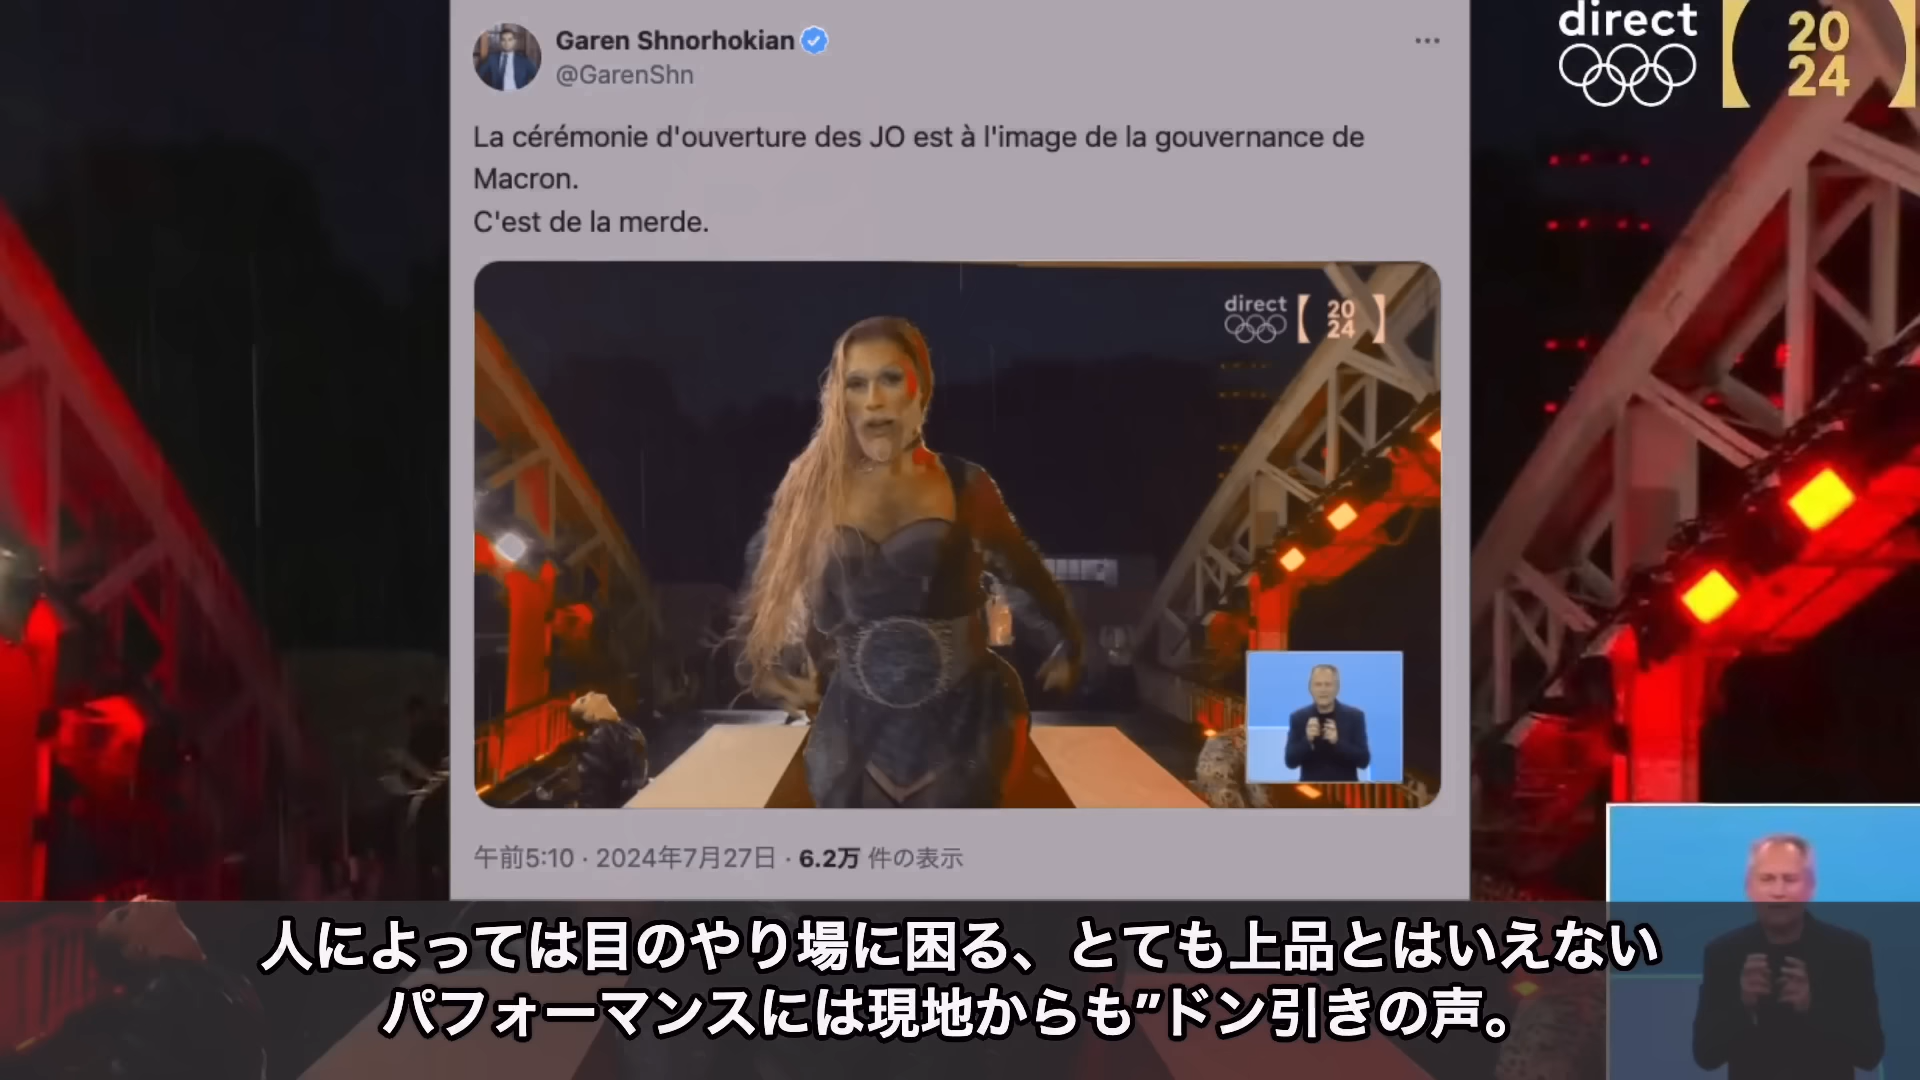 direct
20
24
Garen Shnorhokian
@GarenShn
La cérémonie d'ouverture des JO est à l'image de la gouvernance de
Macron.
C'est de la merde.
direct
20
24
午前5:10 · 2024年7月27日 · 6.2万 件の表示
人によっては目のやり場に困る、とても上品とはいえない
パフォーマンスには現地からも”ドン引きの声。